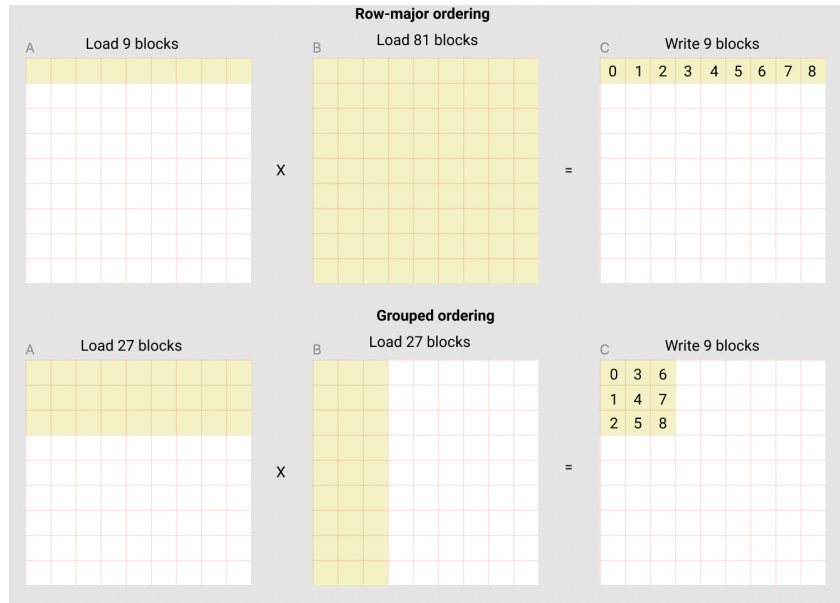 Row-major ordering
A Load 9 blocks
B Load 81 blocks
C Write 9 blocks
0 1 2 3 4 5 6 7 8
X
=
Grouped ordering
A Load 27 blocks
B Load 27 blocks
C Write 9 blocks
0 3 6
1 4 7
2 5 8
X
=